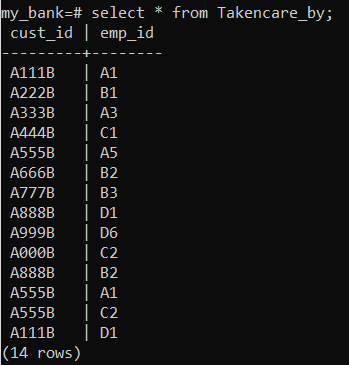 my_bank=# select * from Takencare_by;
 cust_id | emp_id
---------+--------
 A111B   | A1
 A222B   | B1
 A333B   | A3
 A444B   | C1
 A555B   | A5
 A666B   | B2
 A777B   | B3
 A888B   | D1
 A999B   | D6
 A000B   | C2
 A888B   | B2
 A555B   | A1
 A555B   | C2
 A111B   | D1
(14 rows)